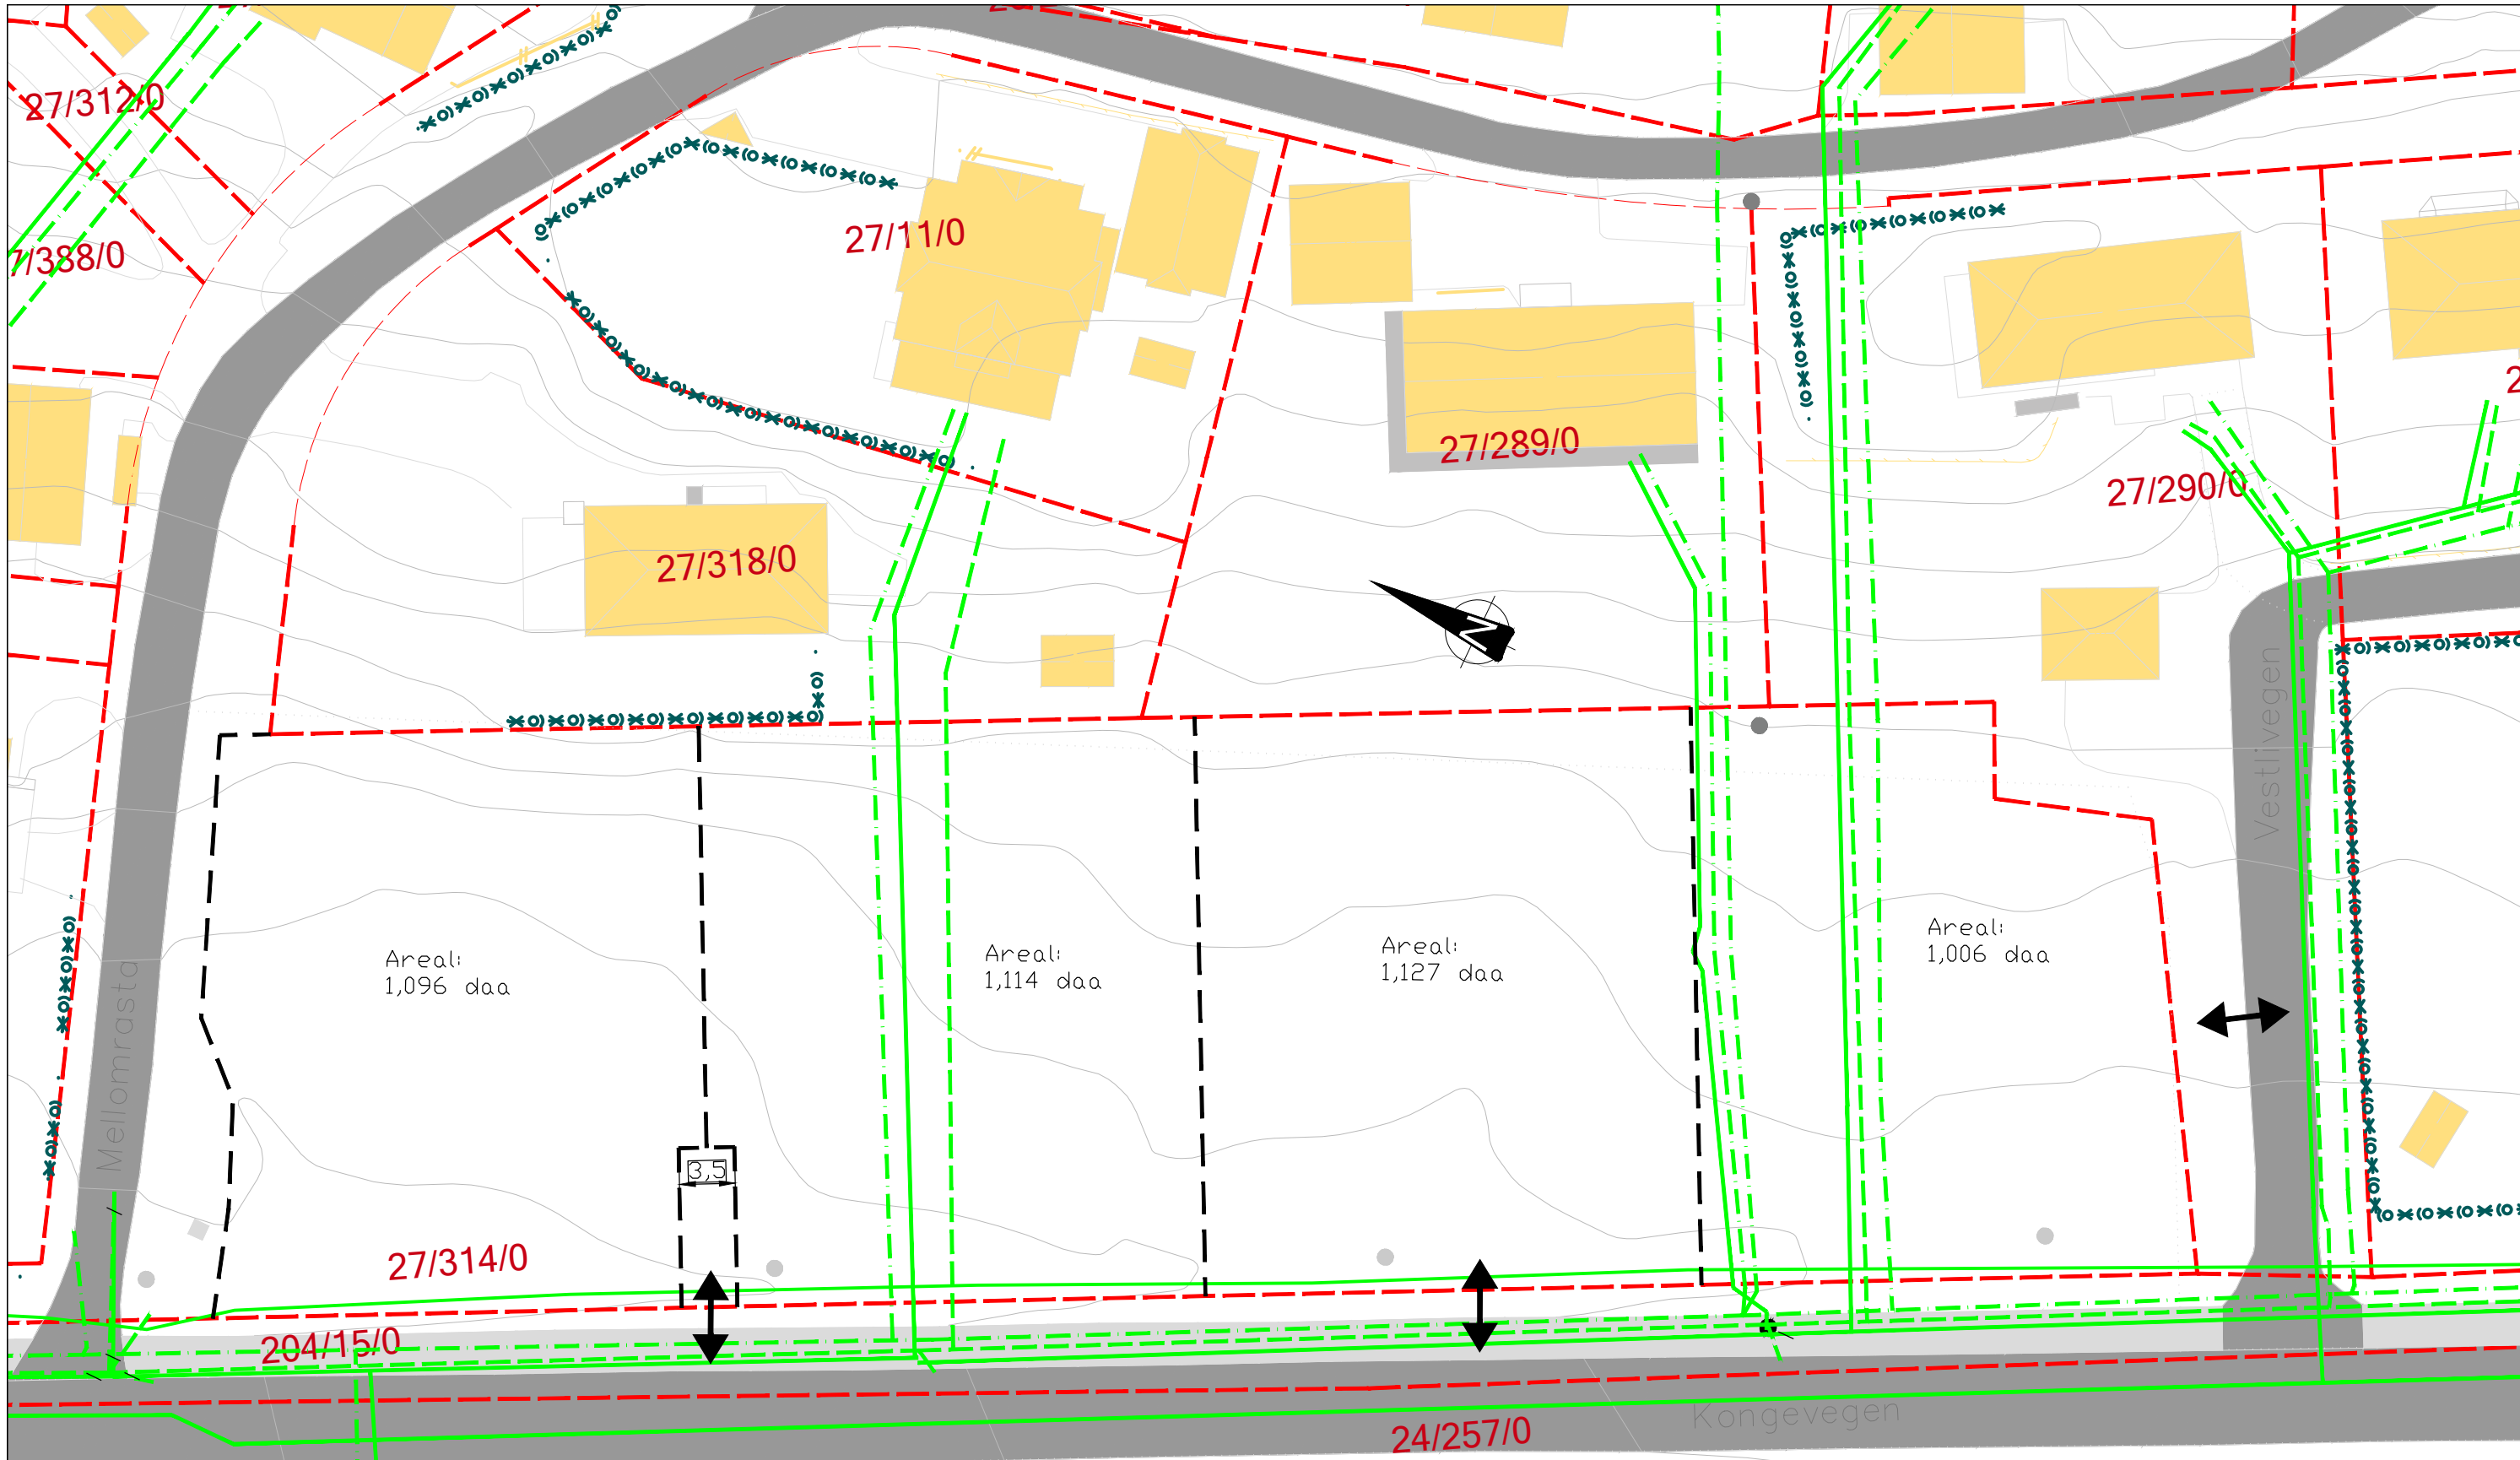 27/312/0
7/388/0
27/11/0
27/289/0
27/290/0
27/318/0
N
Vestlivegen
Areal:
1,096 daa
Areal:
1,114 daa
Areal:
1,127 daa
Areal:
1,006 daa
Mellomrasta
3,5
27/314/0
204/15/0
Kongevegen
24/257/0